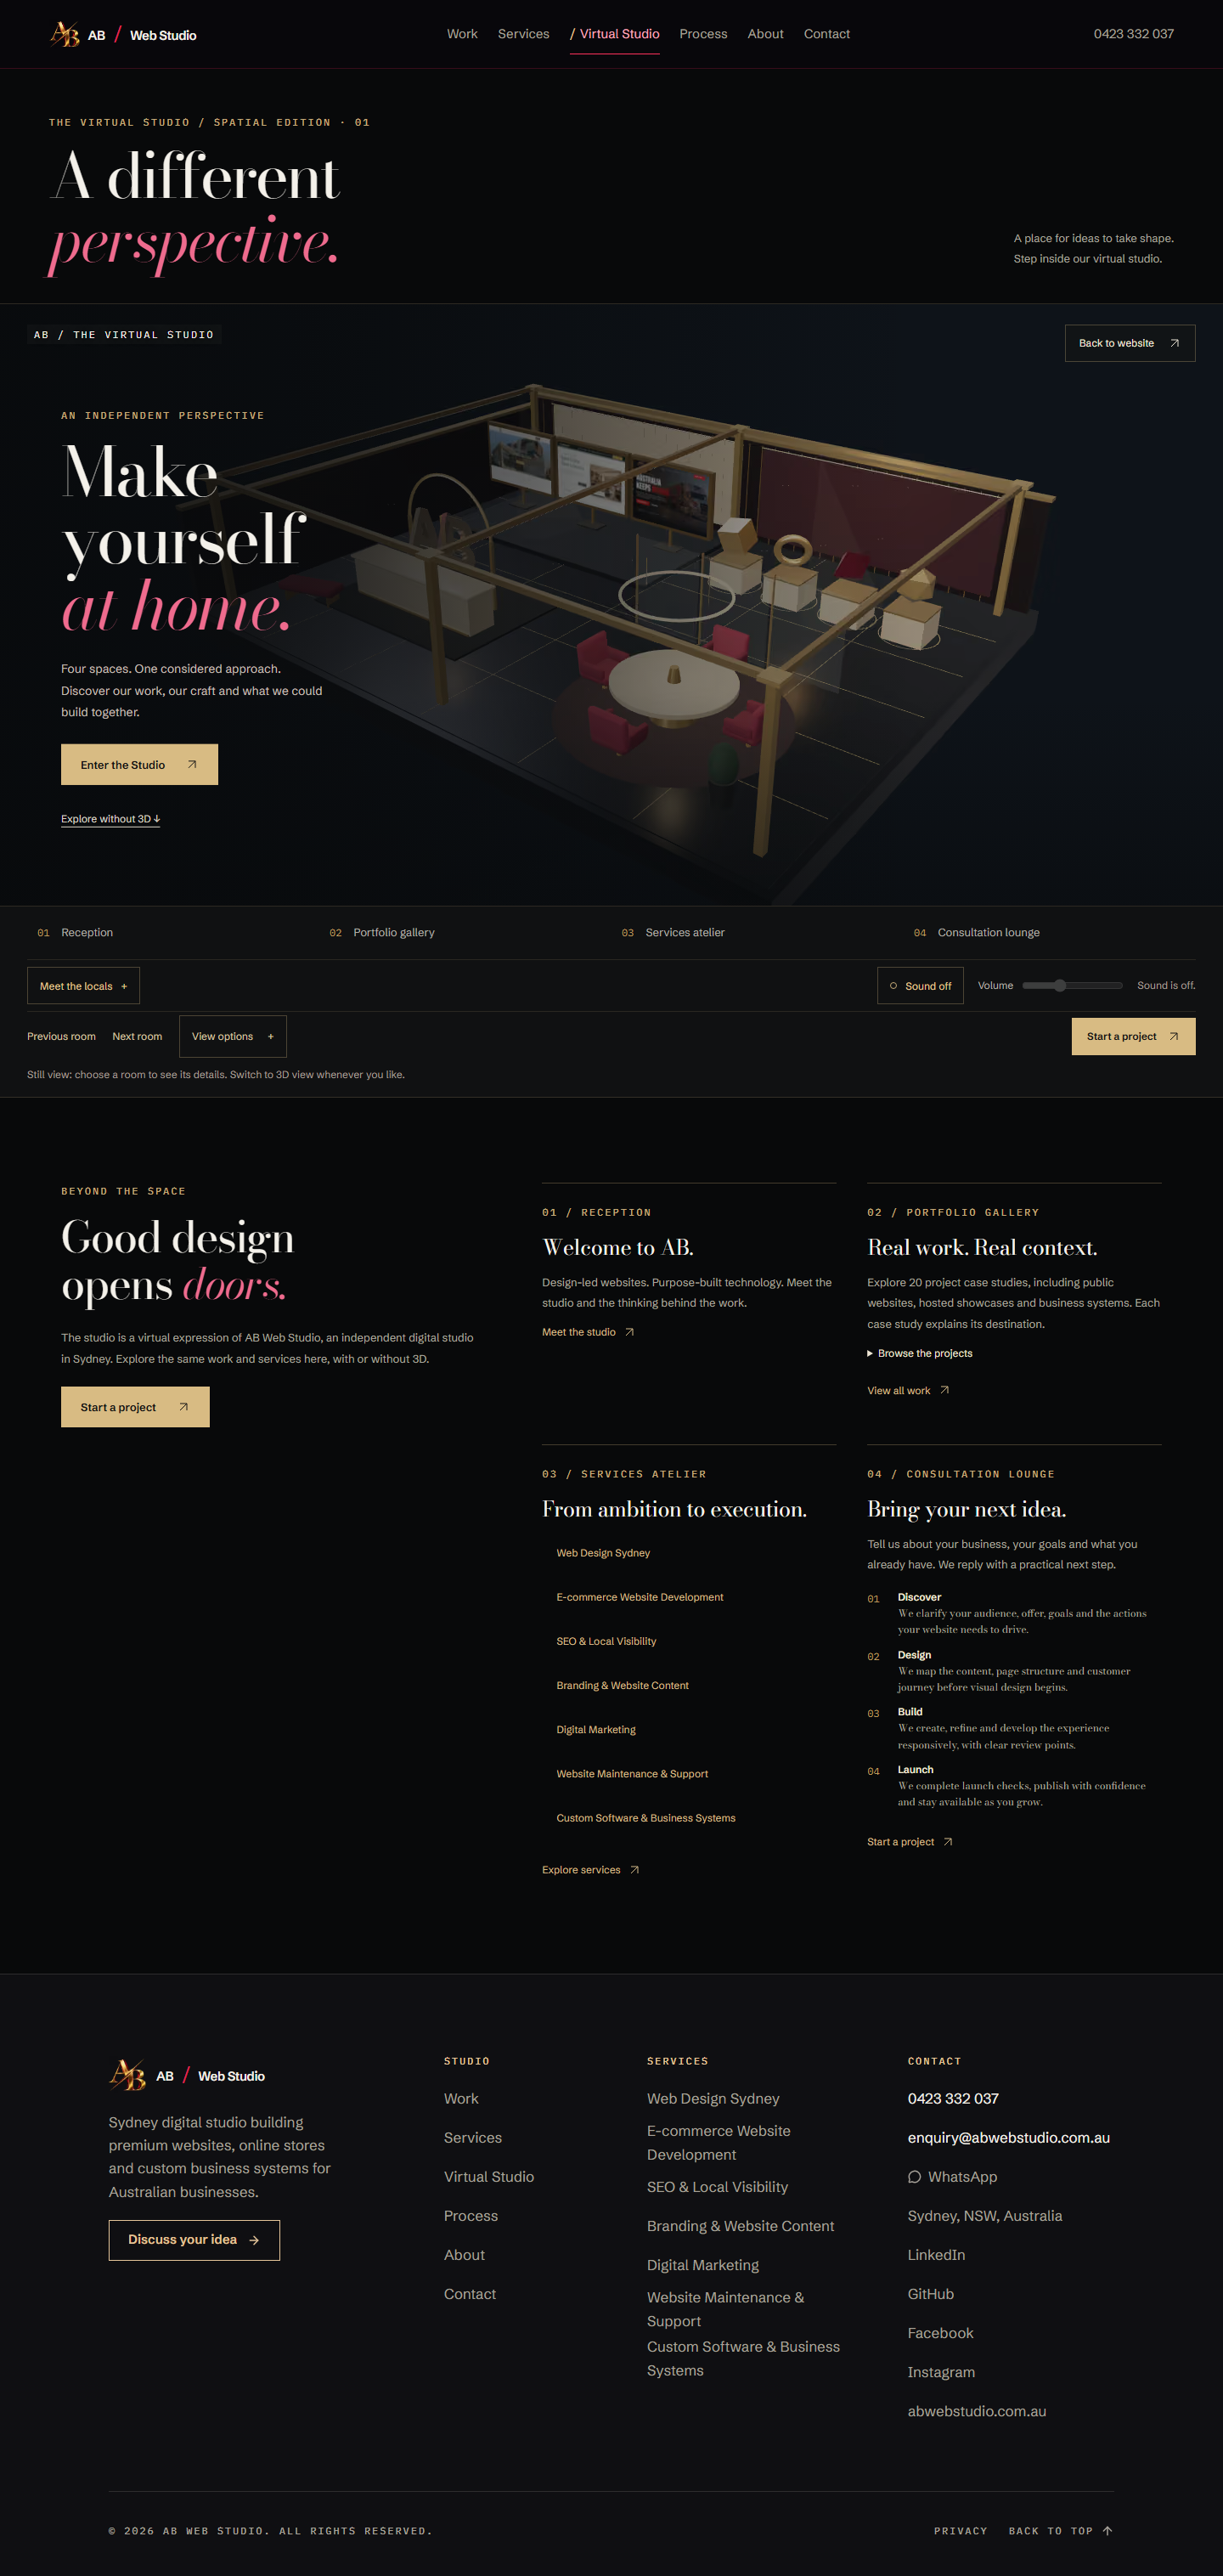 AB / Web Studio
Work Services / Virtual Studio Process About Contact
0423 332 037
THE VIRTUAL STUDIO / SPATIAL EDITION · 01
A different
perspective.
A place for ideas to take shape.
Step inside our virtual studio.
AB / THE VIRTUAL STUDIO
Back to website
AN INDEPENDENT PERSPECTIVE
Make
yourself
at home.
Four spaces. One considered approach.
Discover our work, our craft and what we could
build together.
Enter the Studio
Explore without 3D ↓
AUSTRALIA
KEEPS
01 Reception
02 Portfolio gallery
03 Services atelier
04 Consultation lounge
Meet the locals +
Sound off
Volume
Sound is off.
Previous room
Next room
View options +
Start a project
Still view: choose a room to see its details. Switch to 3D view whenever you like.
BEYOND THE SPACE
Good design
opens doors.
The studio is a virtual expression of AB Web Studio, an independent digital studio
in Sydney. Explore the same work and services here, with or without 3D.
Start a project
01 / RECEPTION
Welcome to AB.
Design-led websites. Purpose-built technology. Meet the
studio and the thinking behind the work.
Meet the studio
02 / PORTFOLIO GALLERY
Real work. Real context.
Explore 20 project case studies, including public
websites, hosted showcases and business systems. Each
case study explains its destination.
Browse the projects
View all work
03 / SERVICES ATELIER
From ambition to execution.
Web Design Sydney
E-commerce Website Development
SEO & Local Visibility
Branding & Website Content
Digital Marketing
Website Maintenance & Support
Custom Software & Business Systems
Explore services
04 / CONSULTATION LOUNGE
Bring your next idea.
Tell us about your business, your goals and what you
already have. We reply with a practical next step.
01 Discover
We clarify your audience, offer, goals and the actions
your website needs to drive.
02 Design
We map the content, page structure and customer
journey before visual design begins.
03 Build
We create, refine and develop the experience
responsively, with clear review points.
04 Launch
We complete launch checks, publish with confidence
and stay available as you grow.
Start a project
AB / Web Studio
Sydney digital studio building
premium websites, online stores
and custom business systems for
Australian businesses.
Discuss your idea →
STUDIO
Work
Services
Virtual Studio
Process
About
Contact
SERVICES
Web Design Sydney
E-commerce Website
Development
SEO & Local Visibility
Branding & Website Content
Digital Marketing
Website Maintenance &
Support
Custom Software & Business
Systems
CONTACT
0423 332 037
enquiry@abwebstudio.com.au
WhatsApp
Sydney, NSW, Australia
LinkedIn
GitHub
Facebook
Instagram
abwebstudio.com.au
© 2026 AB WEB STUDIO. ALL RIGHTS RESERVED.
PRIVACY
BACK TO TOP ↑